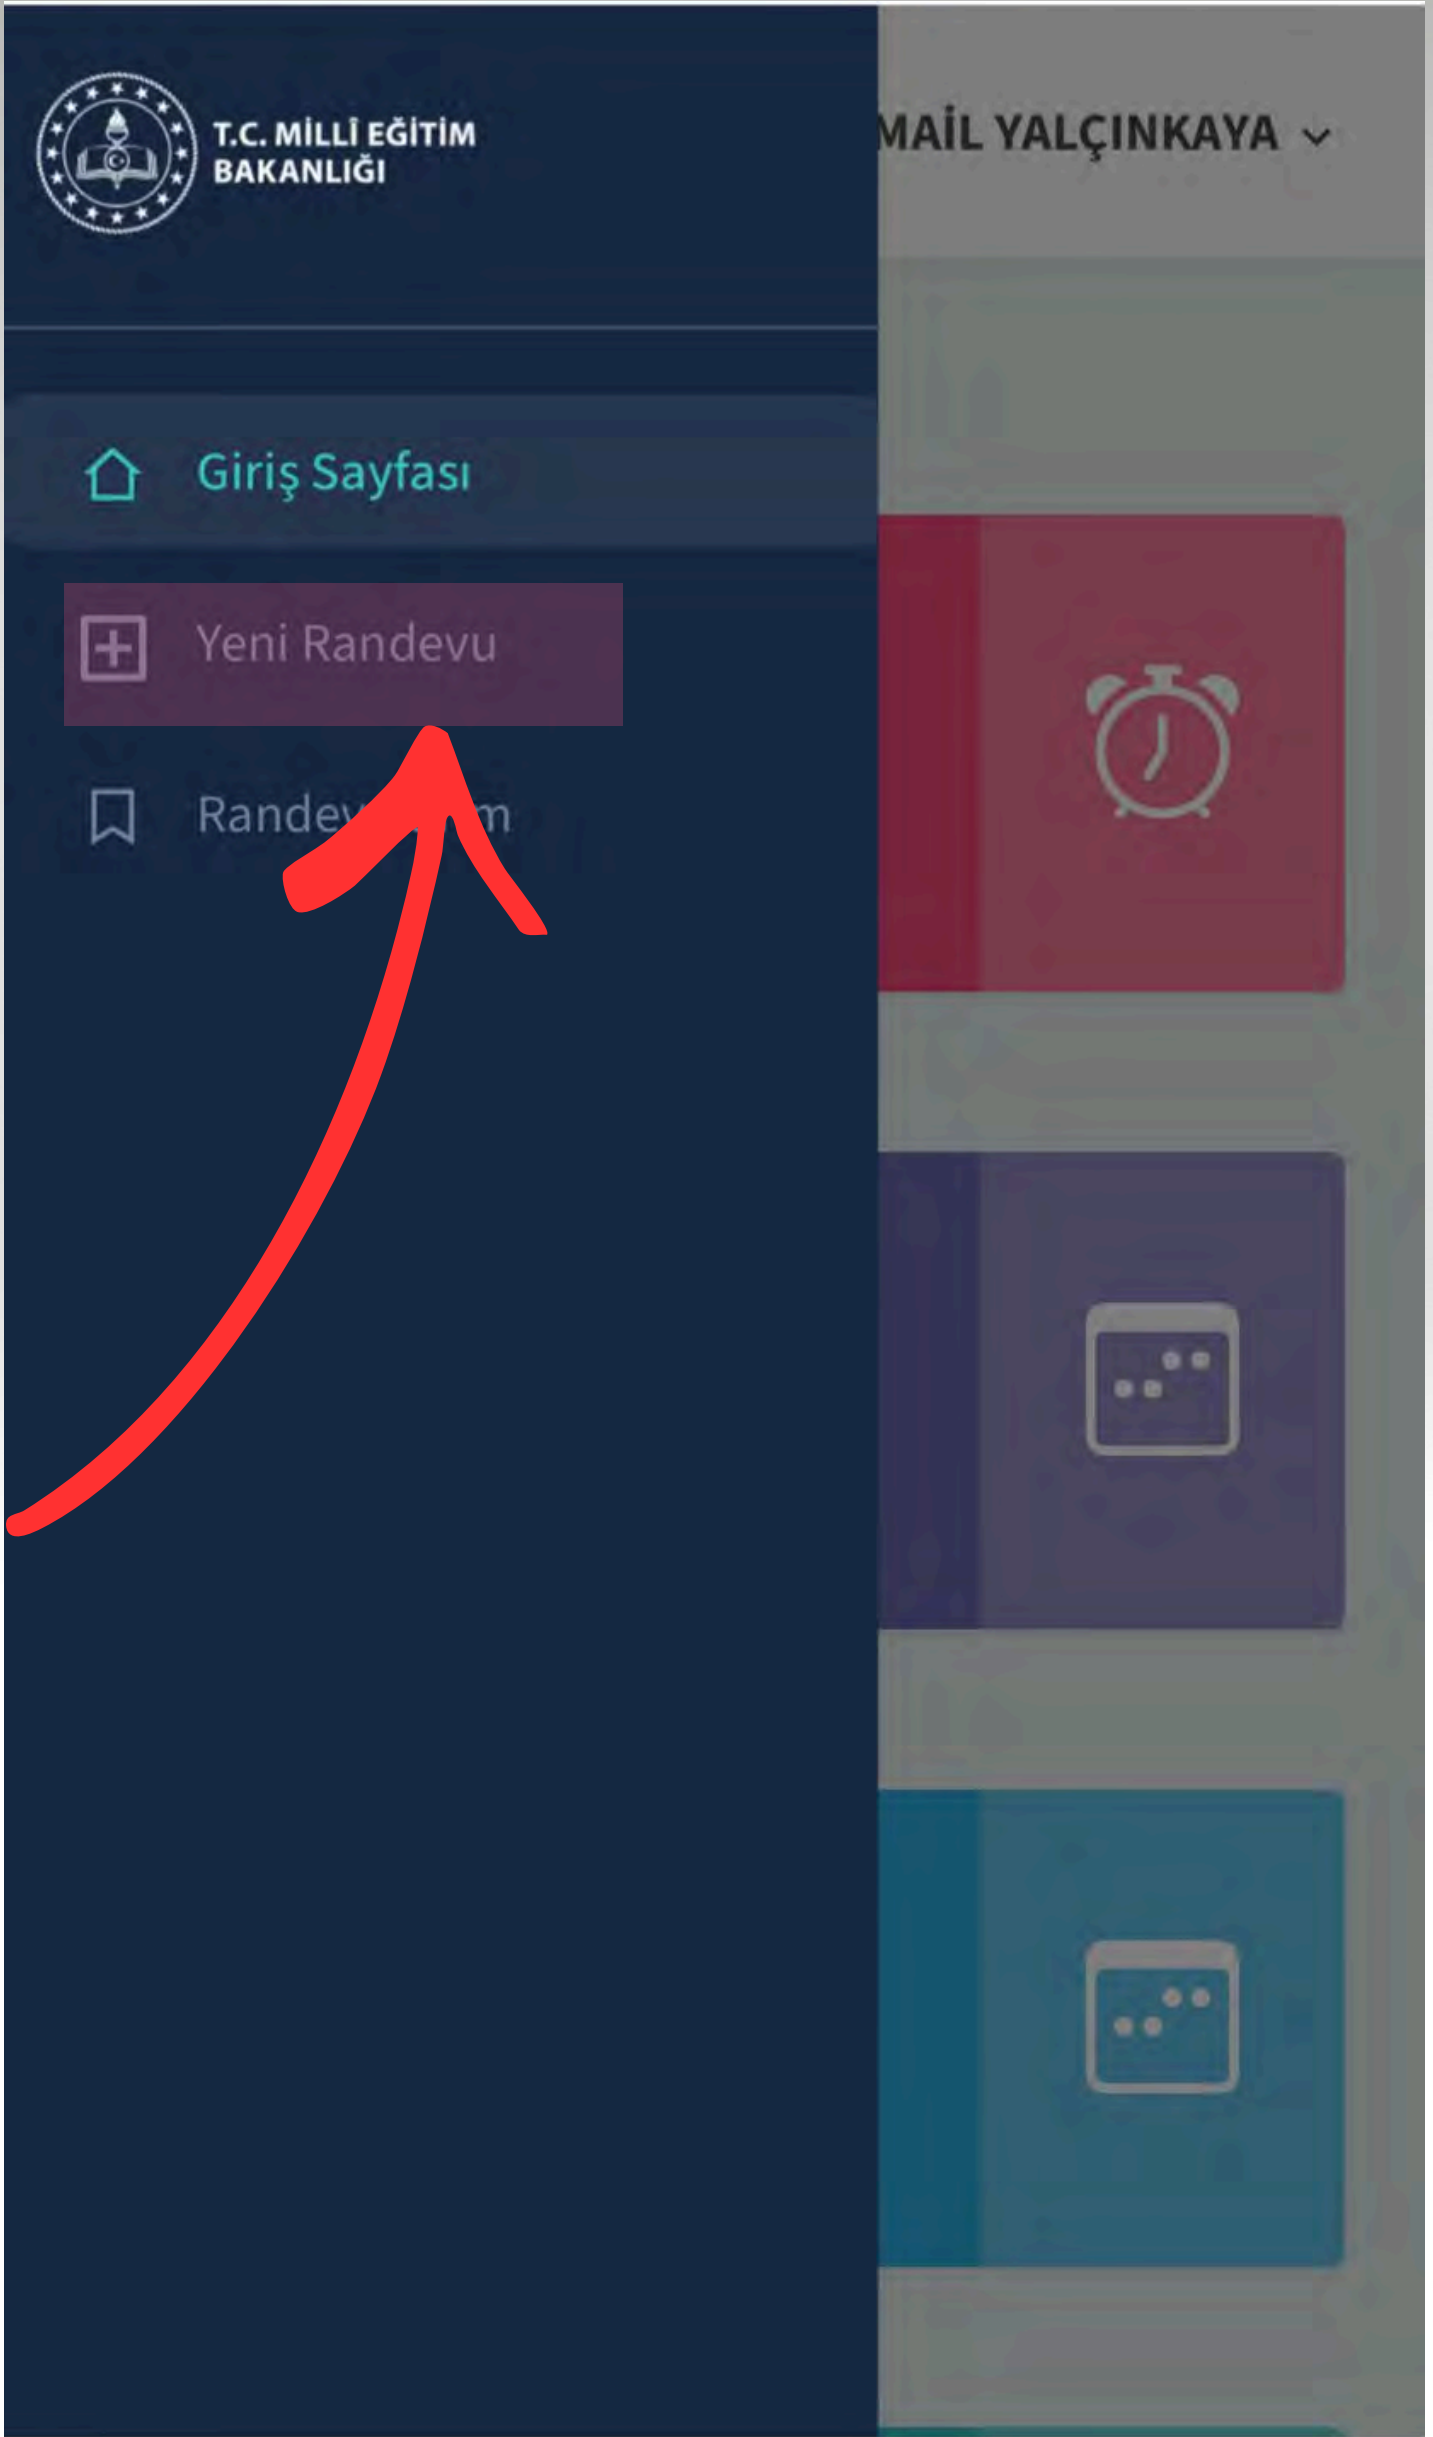 T.C. MİLLÎ EĞİTİM
BAKANLIĞI
MAİL YALÇINKAYA
Giriş Sayfası
Yeni Randevu